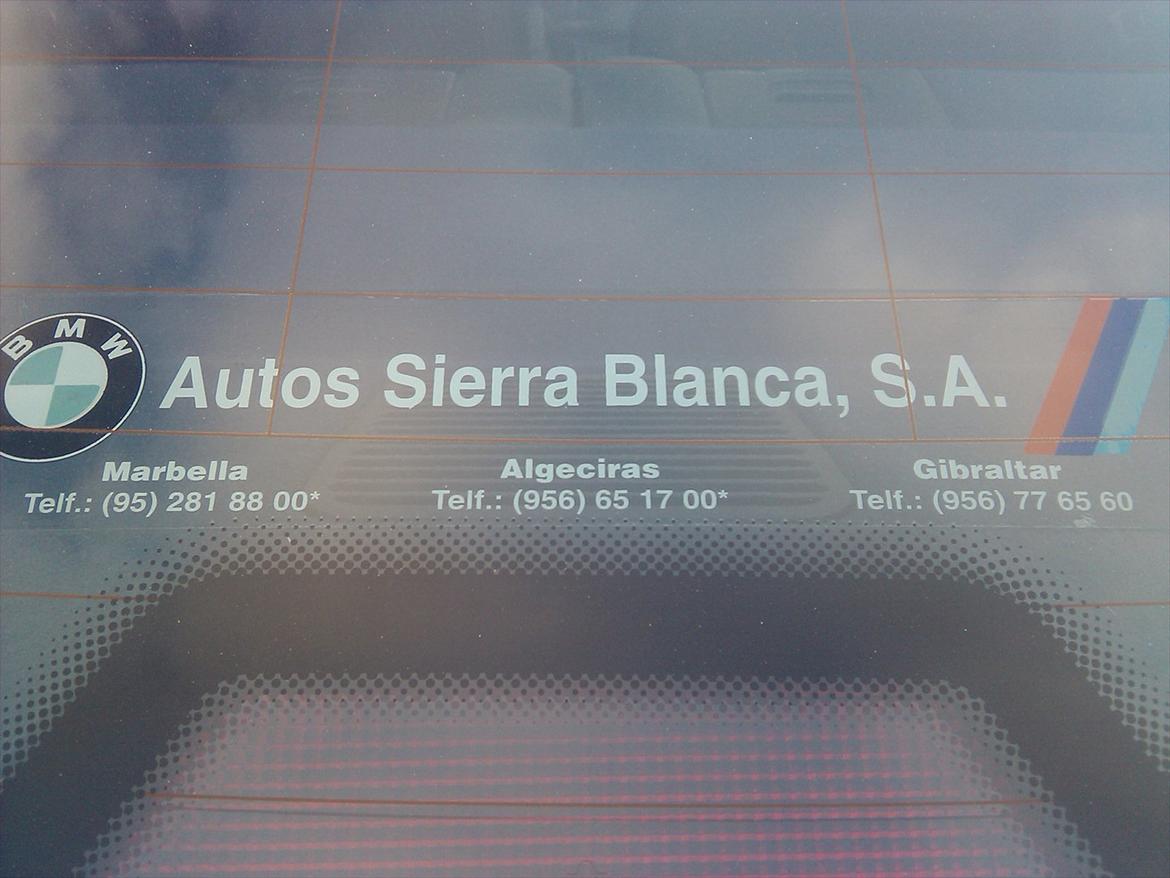 BMW
Autos Sierra Blanca, S.A.
Marbella Algeciras Gibraltar
Telf.: (95) 281 88 00* Telf.: (956) 65 17 00* Telf.: (956) 77 65 60